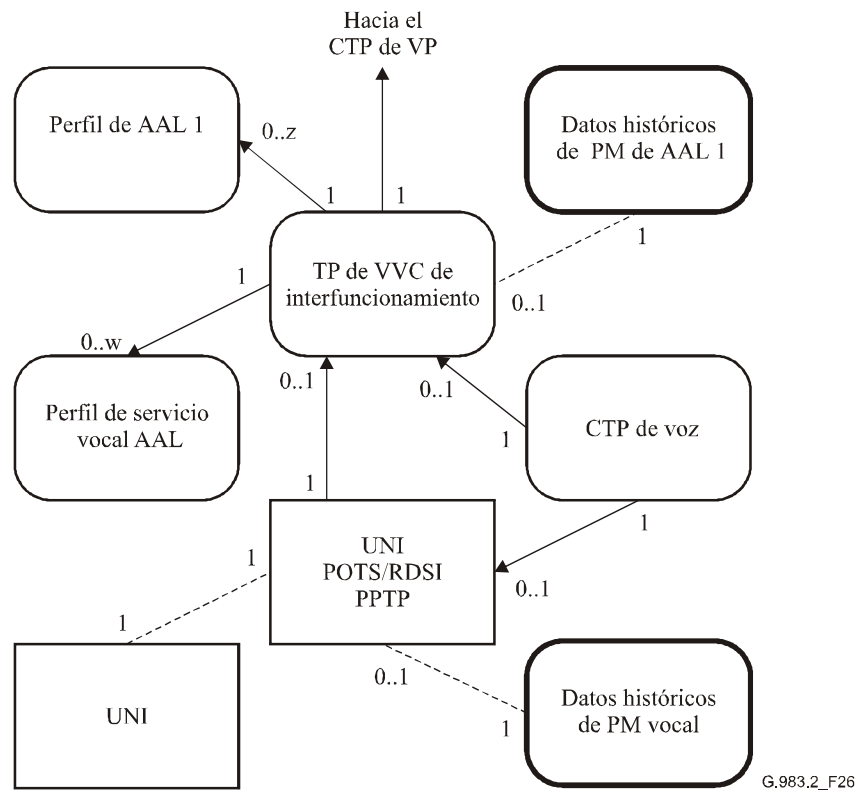 Hacia el
CTP de VP
Perfil de AAL 1
0..z
Datos históricos
de PM de AAL 1
1
1
1
1
TP de VVC de
interfuncionamiento
0..1
0..w
0..1
0..1
Perfil de servicio
vocal AAL
CTP de voz
1
1
1
UNI
POTS/RDSI
PPTP
1
0..1
1
0..1
UNI
Datos históricos
de PM vocal
1
G.983.2_F26